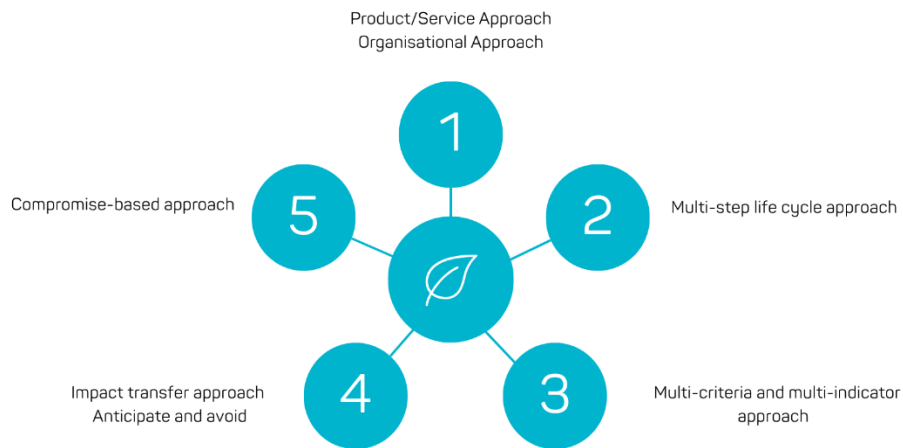 Product/Service Approach
Organisational Approach
1
Compromise-based approach
5
2
Multi-step life cycle approach
Impact transfer approach
Anticipate and avoid
4
3
Multi-criteria and multi-indicator
approach